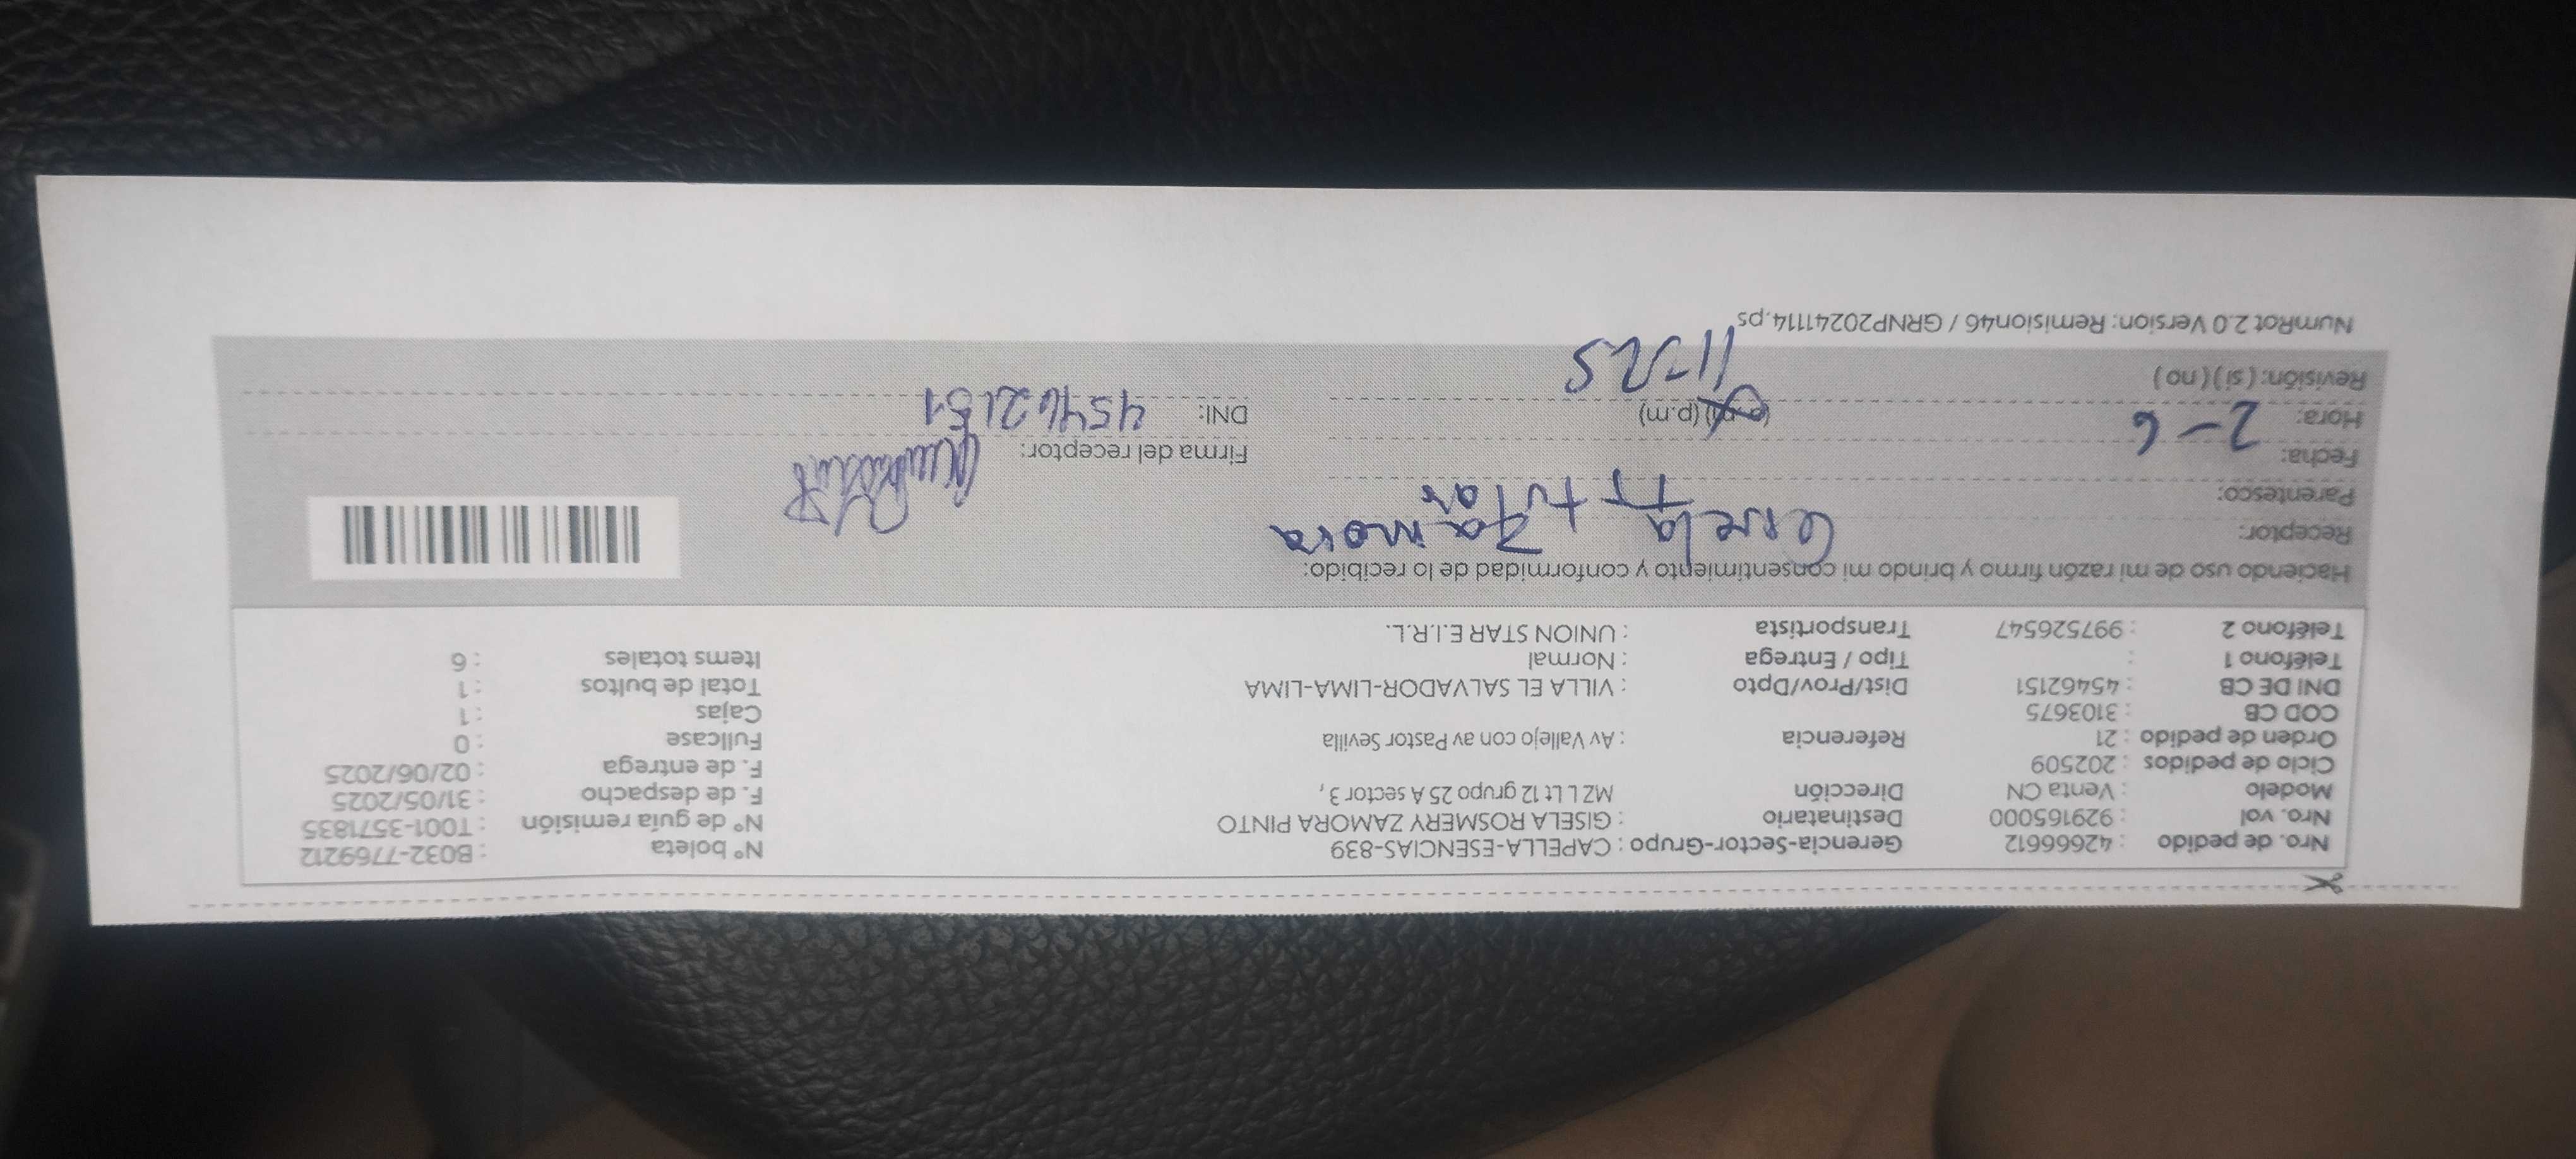 Nro. de pedido : 42666612 Gerencia-Sector-Grupo : CAPELLA-ESENCIAS-839 N° boleta : B032-7769212
Nro. vol : 929165000 Destinatario : GISELA ROSMERY ZAMORA PINTO N° de guía remisión : T001-3571835
Modelo : Venta CN Dirección MZ L Lt 12 grupo 25 A sector 3, F. de despacho : 31/05/2025
Ciclo de pedidos : 202509 F. de entrega : 02/06/2025
Orden de pedido : 21 Referencia : Av Vallejo con av Pastor Sevilla Fullcase : 0
COD CB : 3103675 Cajas : 1
DNI DE CB : 45462151 Dist/Prov/Dpto : VILLA EL SALVADOR-LIMA-LIMA Total de bultos : 1
Teléfono 1 : Tipo / Entrega : Normal Items totales : 6
Teléfono 2 : 997526547 Transportista : UNION STAR E.I.R.L.
Haciendo uso de mi razón firmo y brindo mi consentimiento y conformidad de lo recibido:
Receptor: Zamora
Parentesco: Titular
Fecha: 2-6 Firma del receptor:
Hora: (a.m) (p.m) DNI: 45462151
Revisión: ( si ) ( no ) 11-25
NumRot 2.0 Version: Remision46 / GRNP20241114.ps